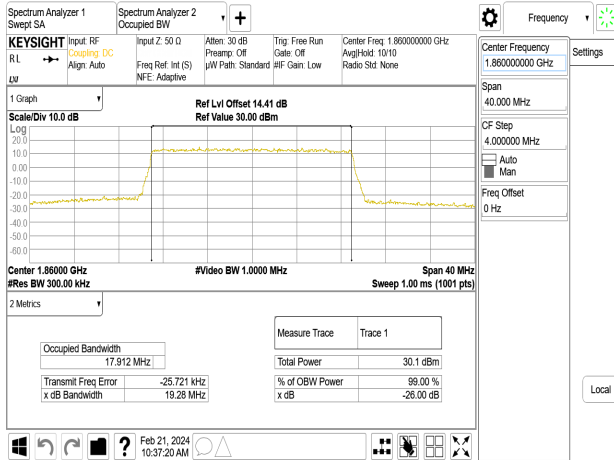 Spectrum Analyzer 1
Swept SA
Spectrum Analyzer 2
Occupied BW
Frequency
KEYSIGHT
RL
Input: RF
Coupling: DC
Align: Auto
Input Z: 50 Ω
Freq Ref: Int (S)
NFE: Adaptive
Atten: 30 dB
Preamp: Off
µW Path: Standard
Trig: Free Run
Gate: Off
#IF Gain: Low
Center Freq: 1.860000000 GHz
Avg|Hold: 10/10
Radio Std: None
Center Frequency
1.860000000 GHz
Settings
Span
40.000 MHz
CF Step
4.000000 MHz
Auto
Man
Freq Offset
0 Hz
Local
1 Graph
Scale/Div 10.0 dB
Ref Lvl Offset 14.41 dB
Ref Value 30.00 dBm
Log
20.0
10.0
0.00
-10.0
-20.0
-30.0
-40.0
-50.0
-60.0
Center 1.86000 GHz
#Video BW 1.0000 MHz
Span 40 MHz
#Res BW 300.00 kHz
Sweep 1.00 ms (1001 pts)
2 Metrics
Measure Trace Trace 1
Occupied Bandwidth
17.912 MHz
Total Power 30.1 dBm
Transmit Freq Error -25.721 kHz
% of OBW Power 99.00 %
x dB Bandwidth 19.28 MHz
x dB -26.00 dB
?
Feb 21, 2024
10:37:20 AM